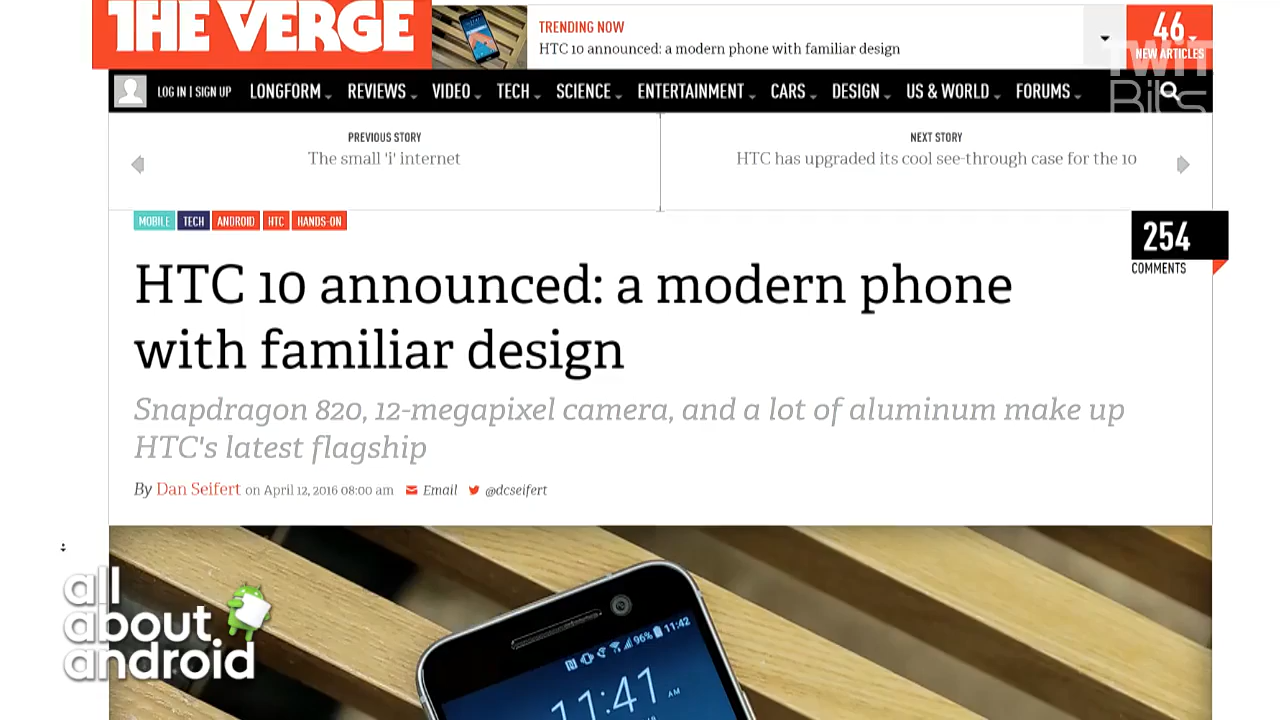 THE VERGE
TRENDING NOW
HTC 10 announced: a modern phone with familiar design
46
NEW ARTICLES
TWiT
Bits
LOG IN | SIGN UP
LONGFORM
REVIEWS
VIDEO
TECH
SCIENCE
ENTERTAINMENT
CARS
DESIGN
US & WORLD
FORUMS
PREVIOUS STORY
The small 'i' internet
NEXT STORY
HTC has upgraded its cool see-through case for the 10
MOBILE
TECH
ANDROID
HTC
HANDS-ON
254
COMMENTS
HTC 10 announced: a modern phone
with familiar design
Snapdragon 820, 12-megapixel camera, and a lot of aluminum make up
HTC's latest flagship
By Dan Seifert on April 12, 2016 08:00 am
Email
@dcseifert
all
about
android
96%
11:42
11:41
AM